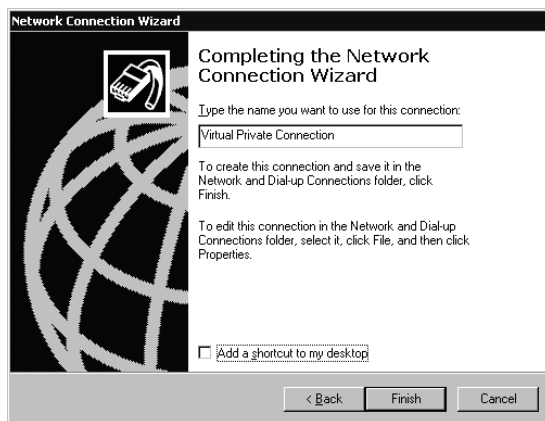 Network Connection Wizard
Completing the Network
Connection Wizard
Type the name you want to use for this connection:
Virtual Private Connection
To create this connection and save it in the
Network and Dial-up Connections folder, click
Finish.
To edit this connection in the Network and Dial-up
Connections folder, select it, click File, and then click
Properties.
Add a shortcut to my desktop
< Back
Finish
Cancel